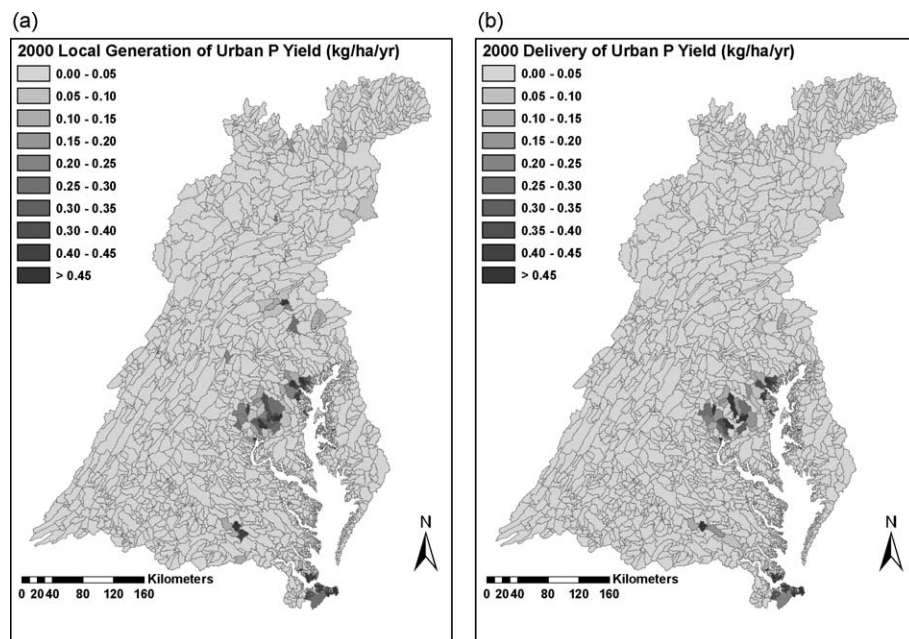 (a)
2000 Local Generation of Urban P Yield (kg/ha/yr)
0.00 - 0.05
0.05 - 0.10
0.10 - 0.15
0.15 - 0.20
0.20 - 0.25
0.25 - 0.30
0.30 - 0.35
0.30 - 0.40
0.40 - 0.45
> 0.45
N
Kilometers
0 20 40 80 120 160
(b)
2000 Delivery of Urban P Yield (kg/ha/yr)
0.00 - 0.05
0.05 - 0.10
0.10 - 0.15
0.15 - 0.20
0.20 - 0.25
0.25 - 0.30
0.30 - 0.35
0.35 - 0.40
0.40 - 0.45
> 0.45
N
Kilometers
0 20 40 80 120 160